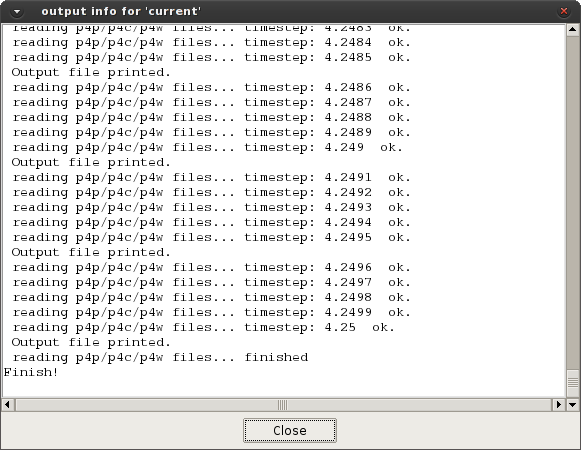 output info for 'current'
reading p4p/p4c/p4w files... timestep: 4.2483  ok.
reading p4p/p4c/p4w files... timestep: 4.2484  ok.
reading p4p/p4c/p4w files... timestep: 4.2485  ok.
Output file printed.
reading p4p/p4c/p4w files... timestep: 4.2486  ok.
reading p4p/p4c/p4w files... timestep: 4.2487  ok.
reading p4p/p4c/p4w files... timestep: 4.2488  ok.
reading p4p/p4c/p4w files... timestep: 4.2489  ok.
reading p4p/p4c/p4w files... timestep: 4.249  ok.
Output file printed.
reading p4p/p4c/p4w files... timestep: 4.2491  ok.
reading p4p/p4c/p4w files... timestep: 4.2492  ok.
reading p4p/p4c/p4w files... timestep: 4.2493  ok.
reading p4p/p4c/p4w files... timestep: 4.2494  ok.
reading p4p/p4c/p4w files... timestep: 4.2495  ok.
Output file printed.
reading p4p/p4c/p4w files... timestep: 4.2496  ok.
reading p4p/p4c/p4w files... timestep: 4.2497  ok.
reading p4p/p4c/p4w files... timestep: 4.2498  ok.
reading p4p/p4c/p4w files... timestep: 4.2499  ok.
reading p4p/p4c/p4w files... timestep: 4.25  ok.
Output file printed.
reading p4p/p4c/p4w files... finished
Finish!
Close